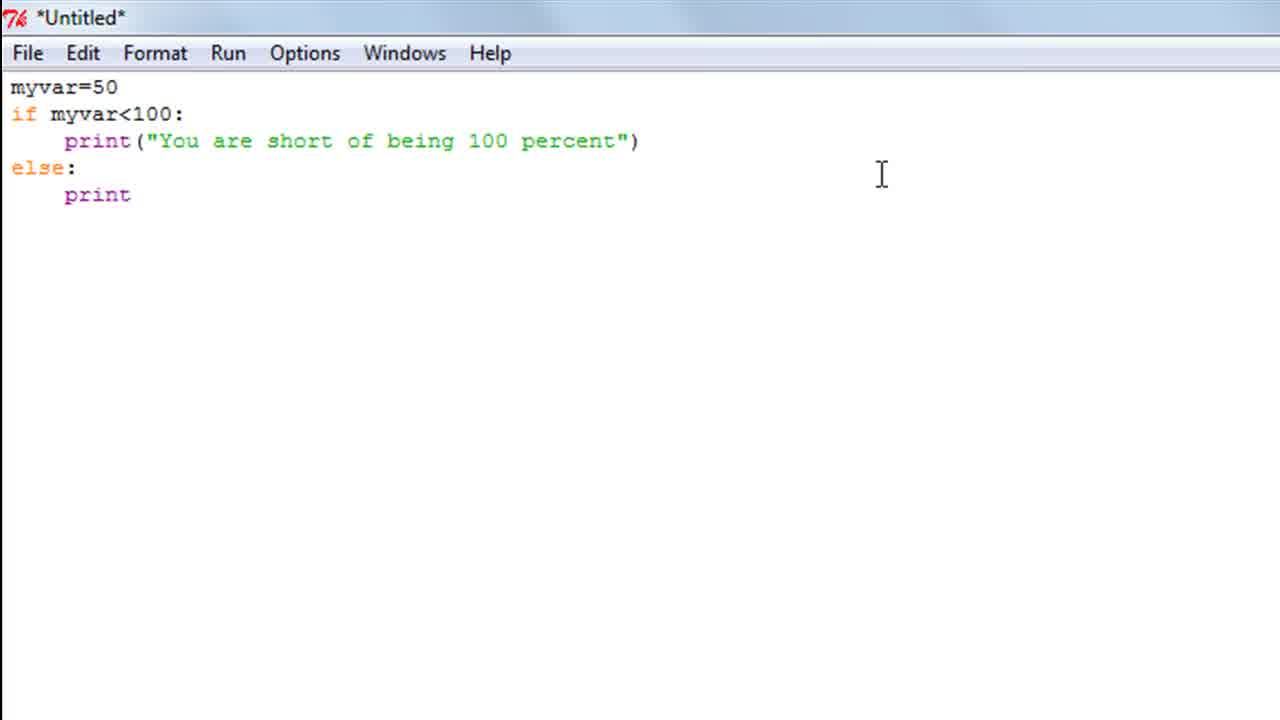 *Untitled*
File Edit Format Run Options Windows Help
myvar=50
if myvar<100:
    print("You are short of being 100 percent")
else:
    print